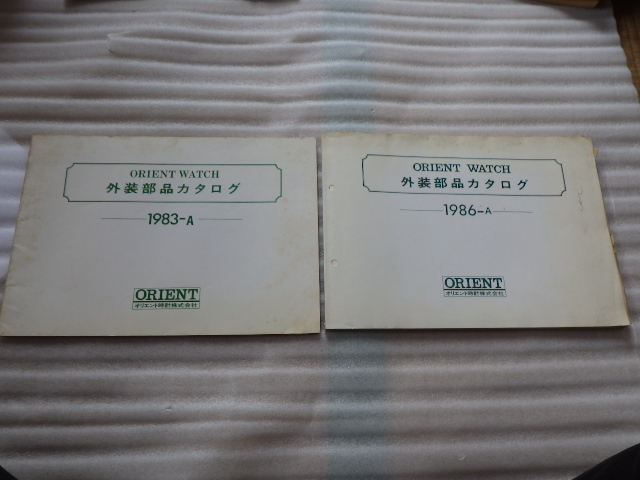 ORIENT WATCH
外装部品カタログ
1983-A
ORIENT
オリエント時計株式会社
ORIENT WATCH
外装部品カタログ
1986-A
ORIENT
オリエント時計株式会社